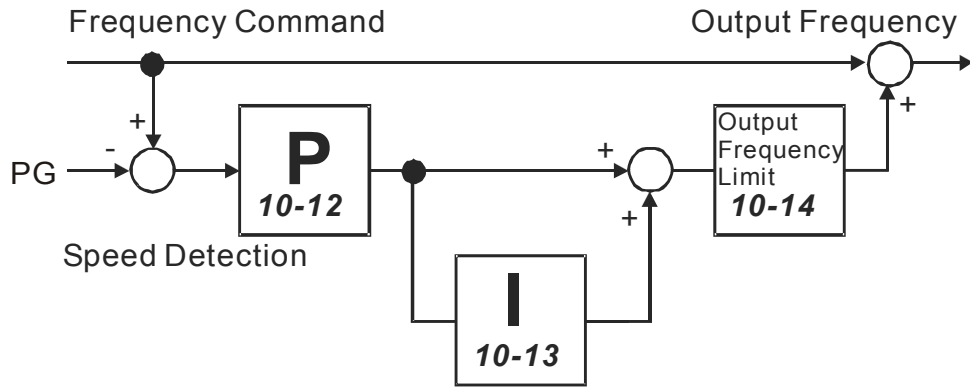 Frequency Command
Output Frequency
+
+
-
PG
P
10-12
+
+
Output
Frequency
Limit
10-14
Speed Detection
I
10-13